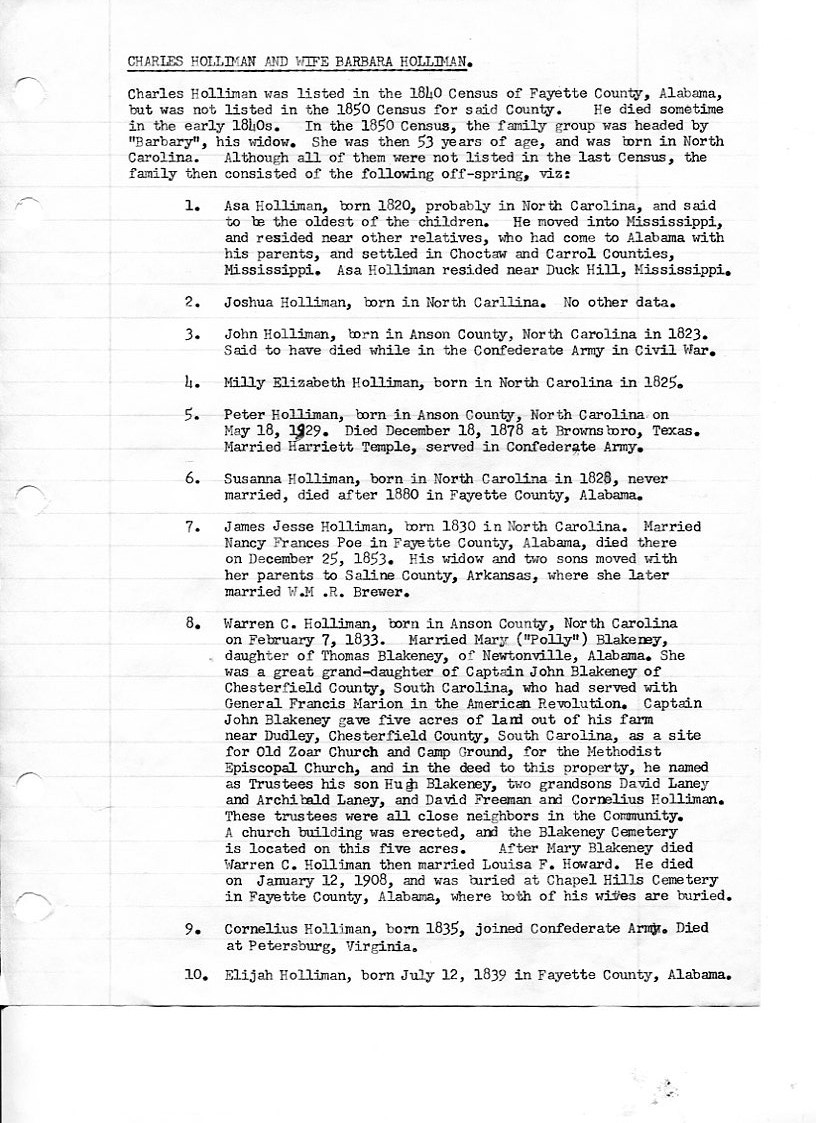 CHARLES HOLLIMAN AND WIFE BARBARA HOLLIMAN.
Charles Holliman was listed in the 1840 Census of Fayette County, Alabama,
but was not listed in the 1850 Census for said County. He died sometime
in the early 1840s. In the 1850 Census, the family group was headed by
"Barbary", his widow. She was then 53 years of age, and was born in North
Carolina. Although all of them were not listed in the last Census, the
family then consisted of the following off-spring, viz:
1. Asa Holliman, born 1820, probably in North Carolina, and said
to be the oldest of the children. He moved into Mississippi,
and resided near other relatives, who had come to Alabama with
his parents, and settled in Choctaw and Carrol Counties,
Mississippi. Asa Holliman resided near Duck Hill, Mississippi.
2. Joshua Holliman, born in North Carllina. No other data.
3. John Holliman, born in Anson County, North Carolina in 1823.
Said to have died while in the Confederate Army in Civil War.
4. Milly Elizabeth Holliman, born in North Carolina in 1825.
5. Peter Holliman, born in Anson County, North Carolina on
May 18, 1929. Died December 18, 1878 at Brownsboro, Texas.
Married Harriett Temple, served in Confederate Army.
6. Susanna Holliman, born in North Carolina in 1828, never
married, died after 1880 in Fayette County, Alabama.
7. James Jesse Holliman, born 1830 in North Carolina. Married
Nancy Frances Poe in Fayette County, Alabama, died there
on December 25, 1853. His widow and two sons moved with
her parents to Saline County, Arkansas, where she later
married W.M .R. Brewer.
8. Warren C. Holliman, born in Anson County, North Carolina
on February 7, 1833. Married Mary ("Polly") Blakeney,
daughter of Thomas Blakeney, of Newtonville, Alabama. She
was a great grand-daughter of Captain John Blakeney of
Chesterfield County, South Carolina, who had served with
General Francis Marion in the American Revolution. Captain
John Blakeney gave five acres of land out of his farm
near Dudley, Chesterfield County, South Carolina, as a site
for Old Zoar Church and Camp Ground, for the Methodist
Episcopal Church, and in the deed to this property, he named
as Trustees his son Hugh Blakeney, two grandsons David Laney
and Archibald Laney, and David Freeman and Cornelius Holliman.
These trustees were all close neighbors in the Community.
A church building was erected, and the Blakeney Cemetery
is located on this five acres. After Mary Blakeney died
Warren C. Holliman then married Louisa F. Howard. He died
on January 12, 1908, and was buried at Chapel Hills Cemetery
in Fayette County, Alabama, where both of his wifes are buried.
9. Cornelius Holliman, born 1835, joined Confederate Army. Died
at Petersburg, Virginia.
10. Elijah Holliman, born July 12, 1839 in Fayette County, Alabama.